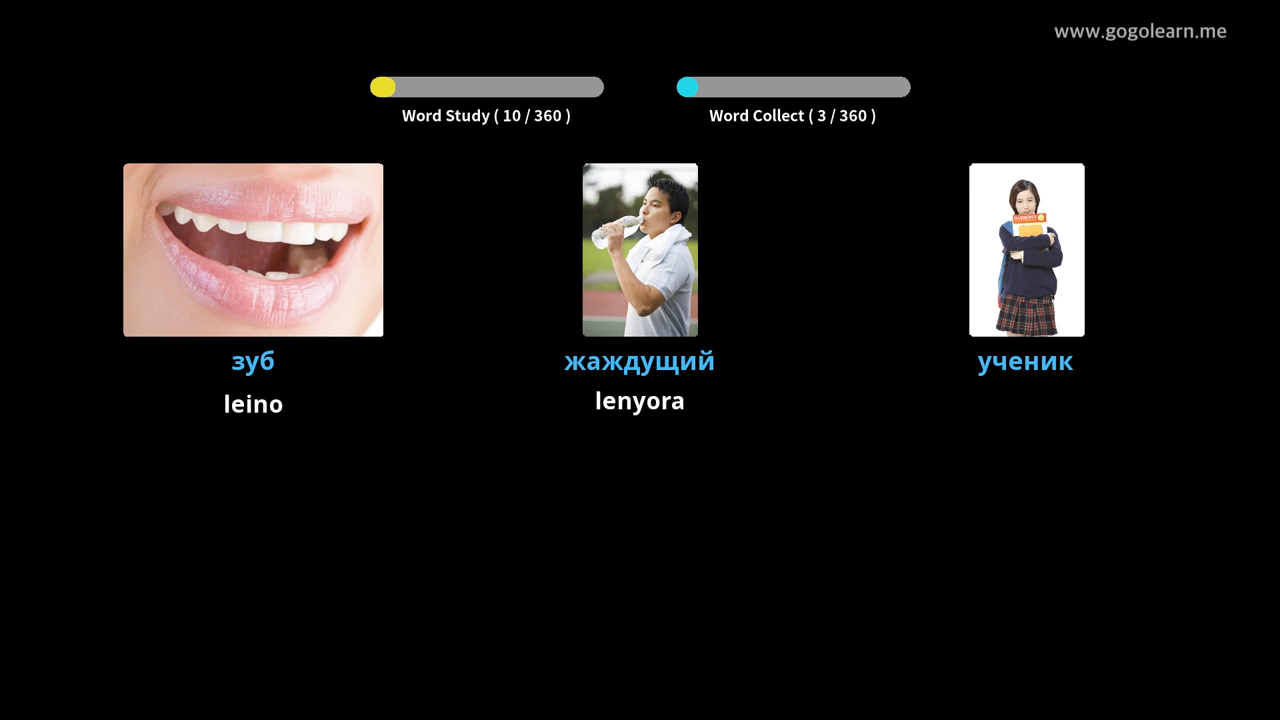 www.gogolearn.me
Word Study ( 10 / 360 )
Word Collect ( 3 / 360 )
зуб
жаждущий
ученик
leino
lenyora